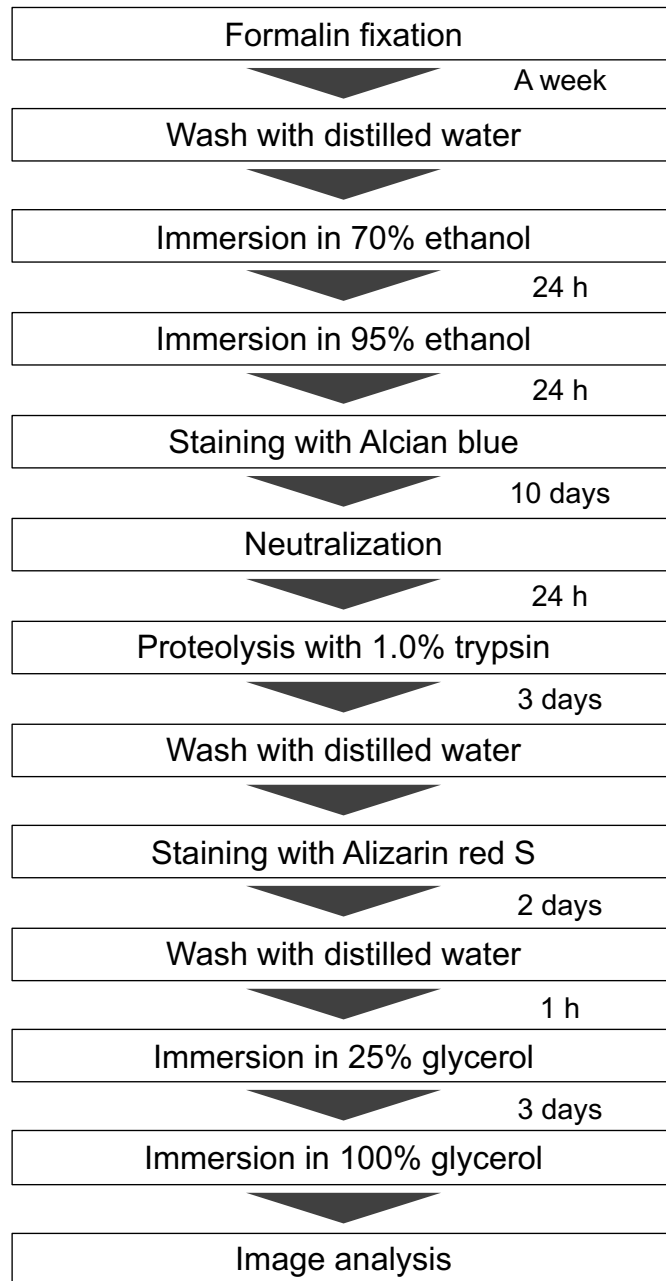 Formalin fixation
A week
Wash with distilled water
Immersion in 70% ethanol
24 h
Immersion in 95% ethanol
24 h
Staining with Alcian blue
10 days
Neutralization
24 h
Proteolysis with 1.0% trypsin
3 days
Wash with distilled water
Staining with Alizarin red S
2 days
Wash with distilled water
1 h
Immersion in 25% glycerol
3 days
Immersion in 100% glycerol
Image analysis